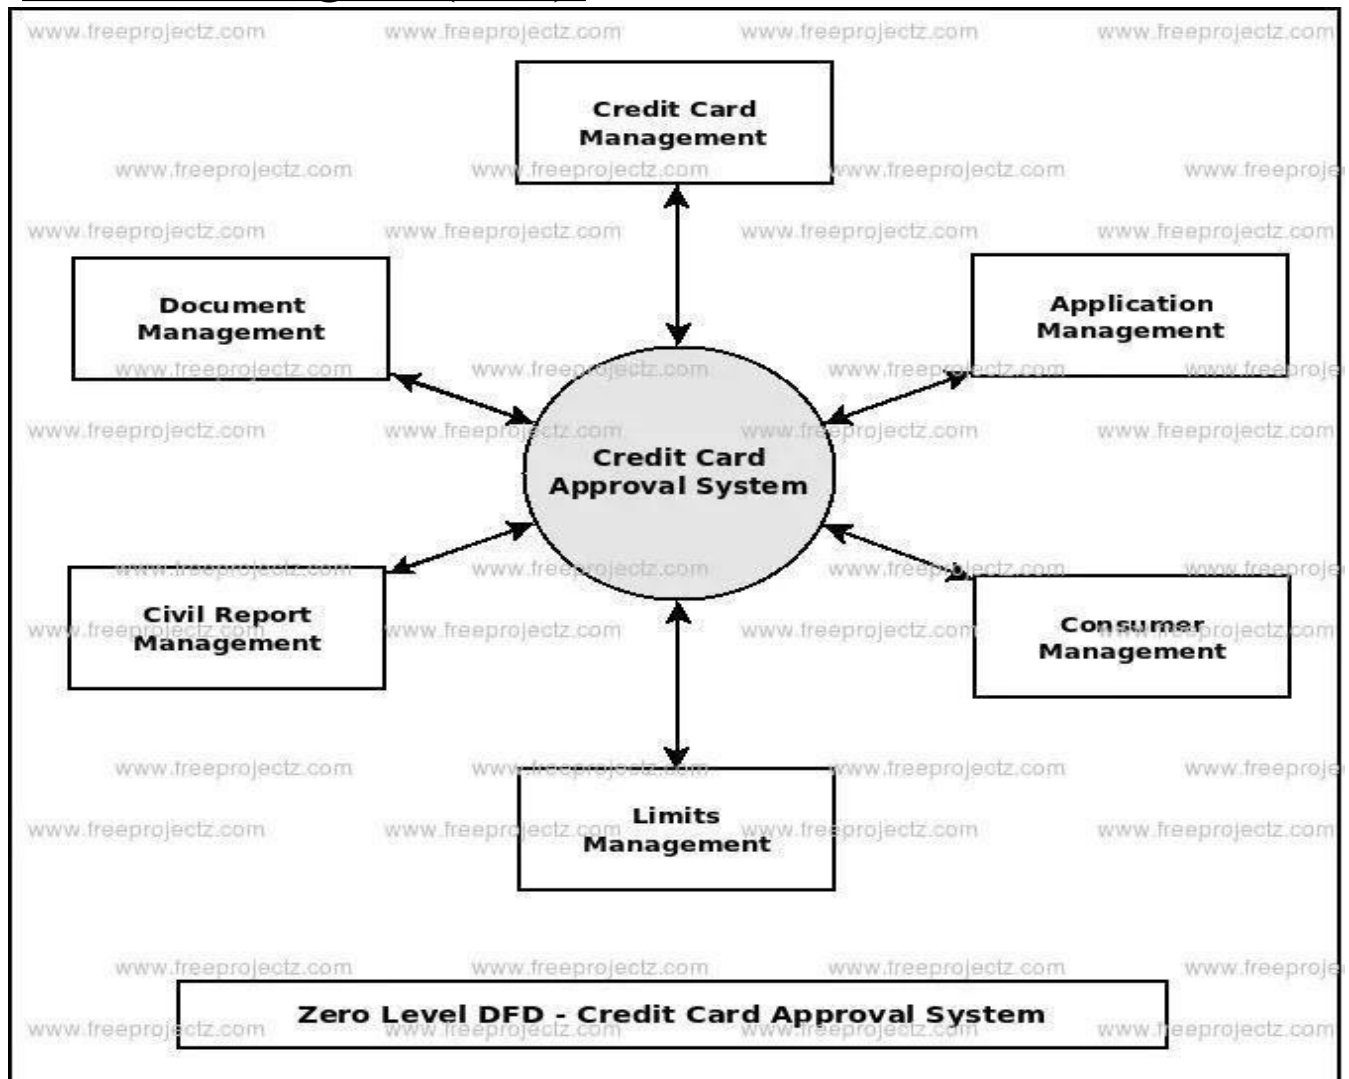 Credit Card
Management
Document
Management
Application
Management
Credit Card
Approval System
Civil Report
Management
Consumer
Management
Limits
Management
Zero Level DFD - Credit Card Approval System
www.freeprojectz.com